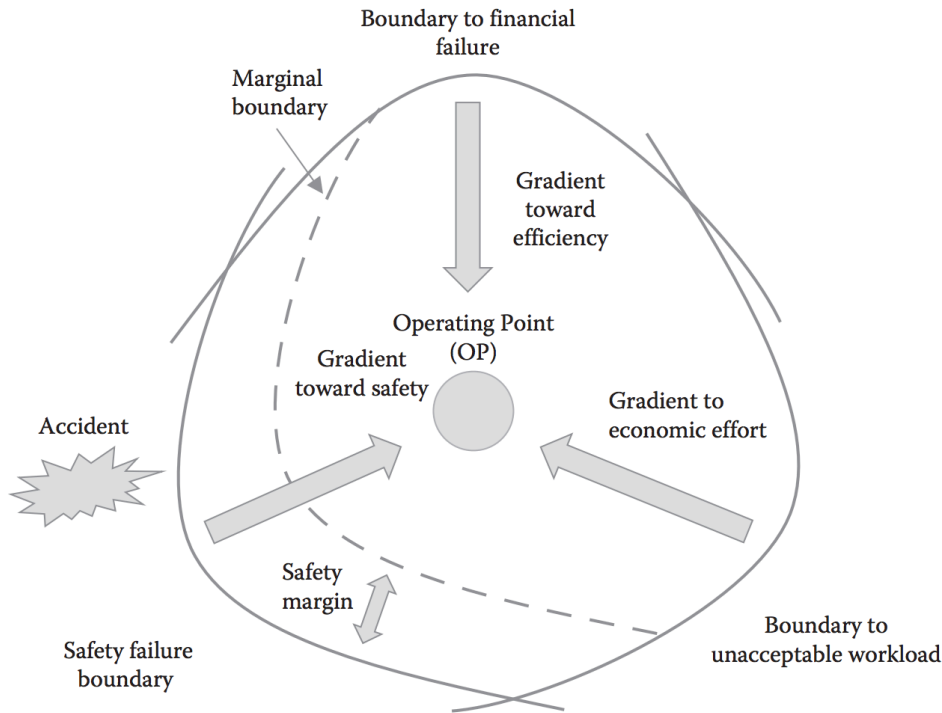 Boundary to financial
failure
Marginal
boundary
Gradient
toward
efficiency
Operating Point
(OP)
Gradient
toward safety
Gradient to
economic effort
Accident
Safety
margin
Safety failure
boundary
Boundary to
unacceptable workload